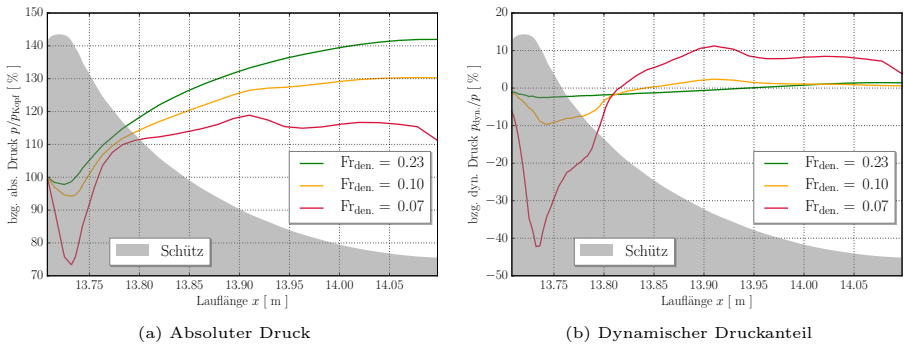 bzg. abs. Druck p/p_Kopf [ % ]
150
140
130
120
110
100
90
80
70
Fr_den. = 0.23
Fr_den. = 0.10
Fr_den. = 0.07
Schütz
13.75 13.80 13.85 13.90 13.95 14.00 14.05
Lauflänge x [ m ]
(a) Absoluter Druck
bzg. dyn. Druck p_dyn./p [ % ]
20
10
0
−10
−20
−30
−40
−50
Fr_den. = 0.23
Fr_den. = 0.10
Fr_den. = 0.07
Schütz
13.75 13.80 13.85 13.90 13.95 14.00 14.05
Lauflänge x [ m ]
(b) Dynamischer Druckanteil